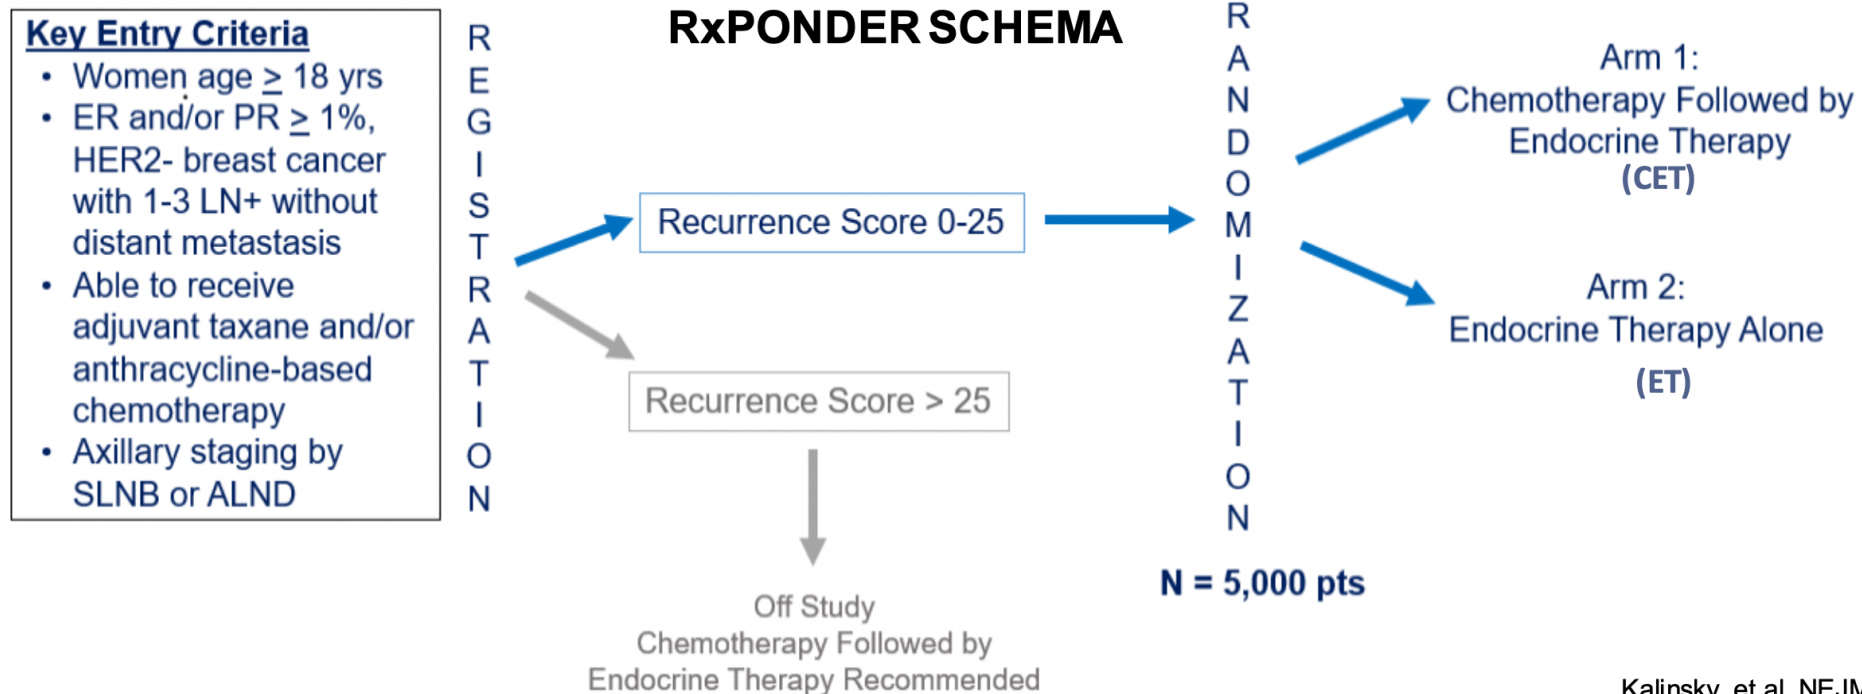 RxPONDER SCHEMA
Key Entry Criteria
• Women age ≥ 18 yrs
• ER and/or PR ≥ 1%,
HER2- breast cancer
with 1-3 LN+ without
distant metastasis
• Able to receive
adjuvant taxane and/or
anthracycline-based
chemotherapy
• Axillary staging by
SLNB or ALND
REGISTRATION
Recurrence Score 0-25
Recurrence Score > 25
Off Study
Chemotherapy Followed by
Endocrine Therapy Recommended
RANDOMIZATION
N = 5,000 pts
Arm 1:
Chemotherapy Followed by
Endocrine Therapy
(CET)
Arm 2:
Endocrine Therapy Alone
(ET)
Kalinsky, et al. NEJM